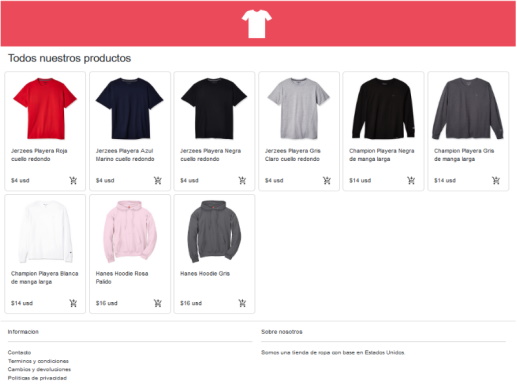 Todos nuestros productos
Jerzees Playera Roja
cuello redondo
$4 usd
Jerzees Playera Azul
Marino cuello redondo
$4 usd
Jerzees Playera Negra
cuello redondo
$4 usd
Jerzees Playera Gris
Claro cuello redondo
$4 usd
Champion Playera Negra
de manga larga
$14 usd
Champion Playera Gris
de manga larga
$14 usd
Champion Playera Blanca
de manga larga
$14 usd
Hanes Hoodie Rosa
Palido
$16 usd
Hanes Hoodie Gris
$16 usd
Informacion
Contacto
Terminos y condiciones
Cambios y devoluciones
Politicas de privacidad
Sobre nosotros
Somos una tienda de ropa con base en Estados Unidos